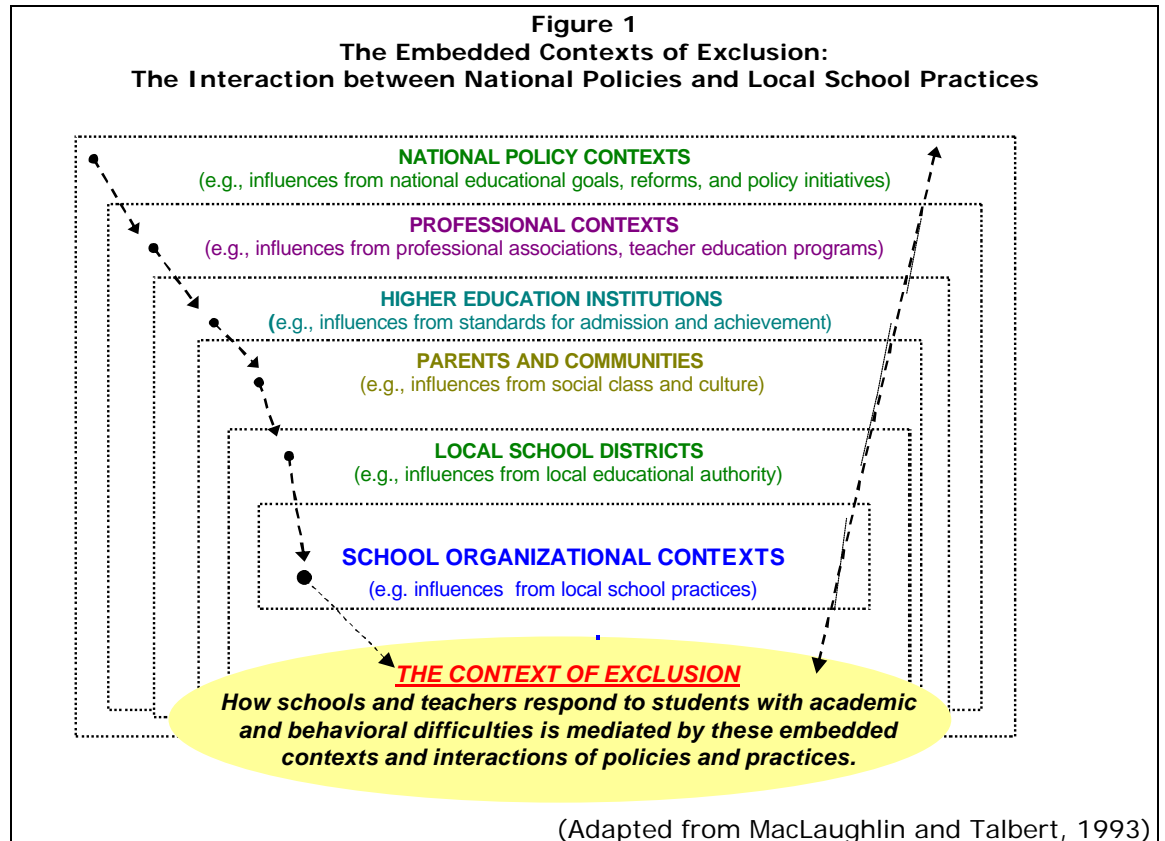 Figure 1
The Embedded Contexts of Exclusion:
The Interaction between National Policies and Local School Practices
NATIONAL POLICY CONTEXTS
(e.g., influences from national educational goals, reforms, and policy initiatives)
PROFESSIONAL CONTEXTS
(e.g., influences from professional associations, teacher education programs)
HIGHER EDUCATION INSTITUTIONS
(e.g., influences from standards for admission and achievement)
PARENTS AND COMMUNITIES
(e.g., influences from social class and culture)
LOCAL SCHOOL DISTRICTS
(e.g., influences from local educational authority)
SCHOOL ORGANIZATIONAL CONTEXTS
(e.g. influences from local school practices)
THE CONTEXT OF EXCLUSION
How schools and teachers respond to students with academic
and behavioral difficulties is mediated by these embedded
contexts and interactions of policies and practices.
(Adapted from MacLaughlin and Talbert, 1993)